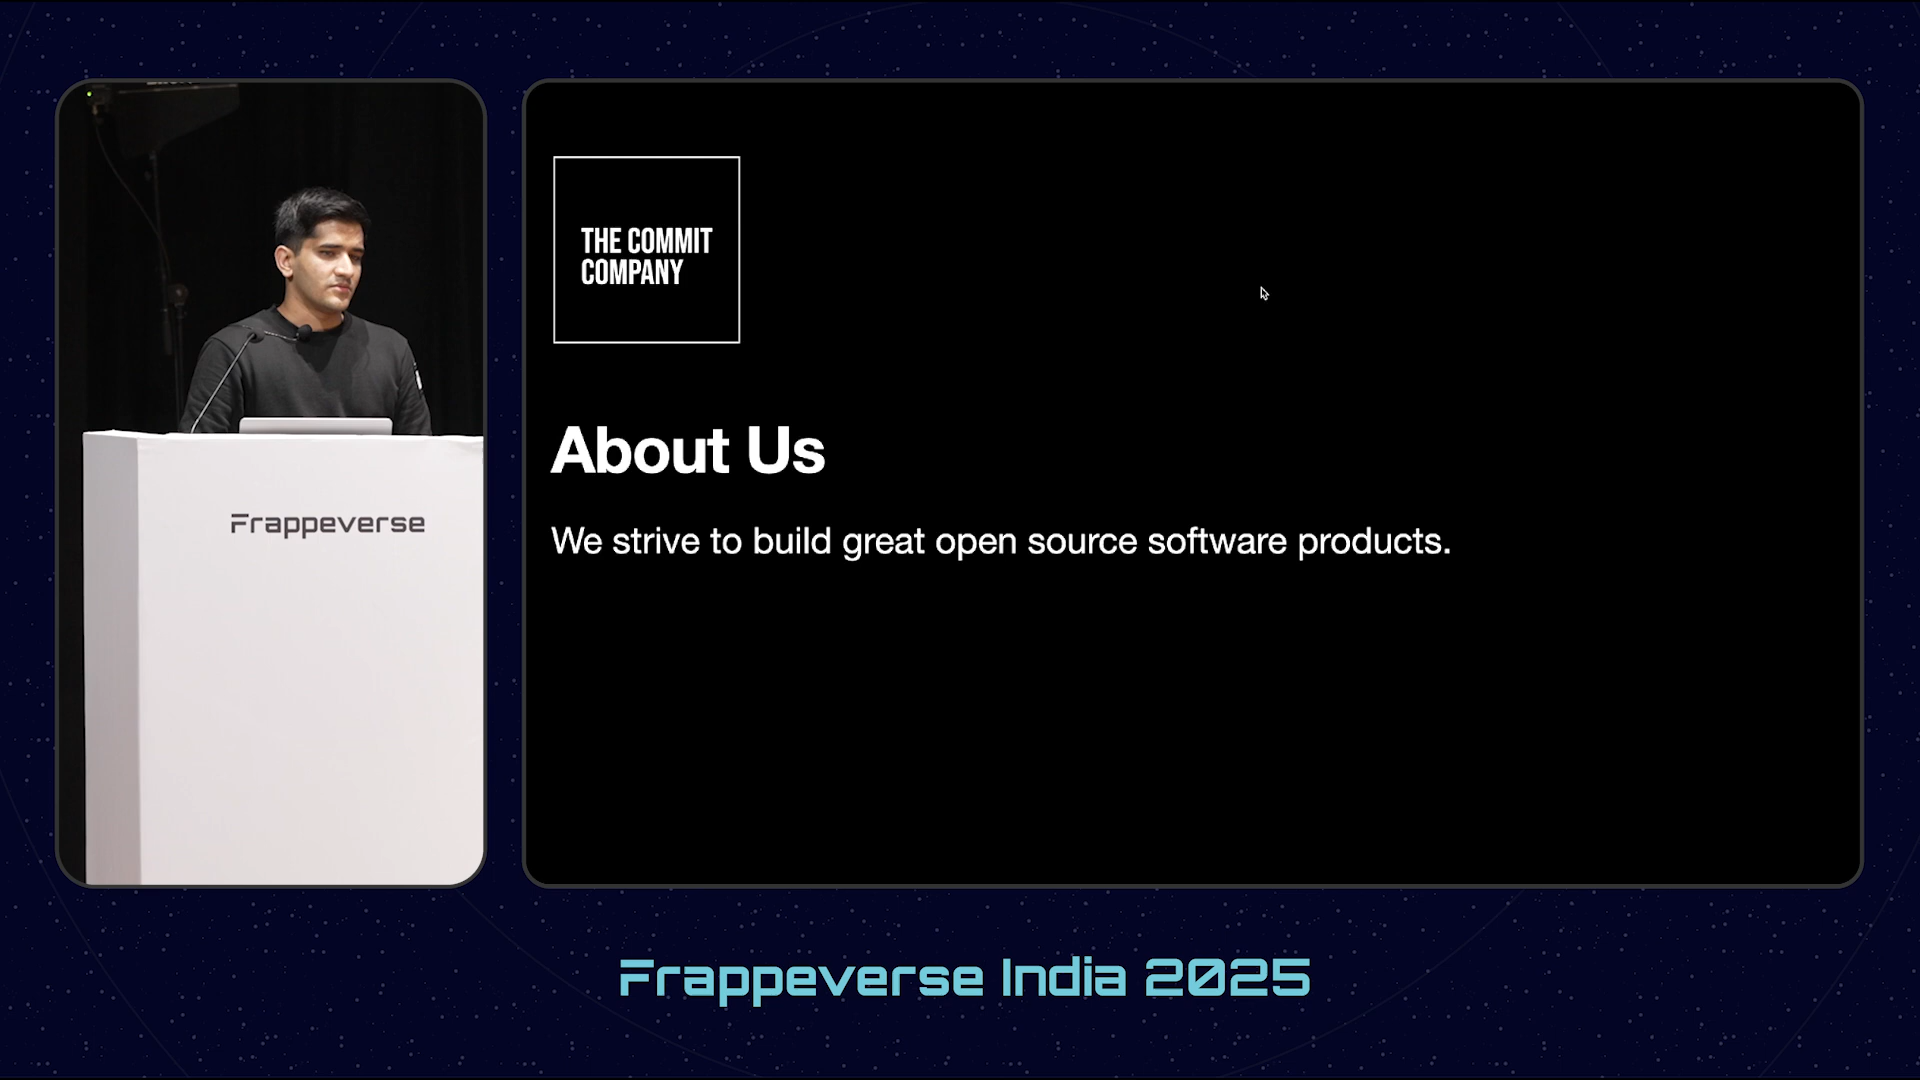 THE COMMIT
COMPANY
About Us
We strive to build great open source software products.
Frappeverse
Frappeverse India 2025